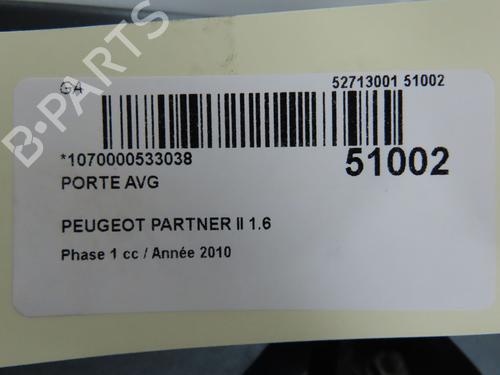 GA
52713001 51002
*1070000533038
51002
PORTE AVG
PEUGEOT PARTNER II 1.6
Phase 1 cc / Année 2010
B-PARTS